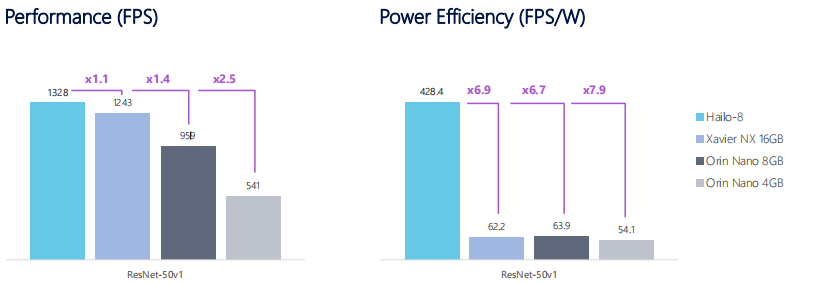 Performance (FPS)
Power Efficiency (FPS/W)
x1.1
x1.4
x2.5
1328
1243
959
541
ResNet-50v1
x6.9
x6.7
x7.9
428.4
62.2
63.9
54.1
ResNet-50v1
Hailo-8
Xavier NX 16GB
Orin Nano 8GB
Orin Nano 4GB